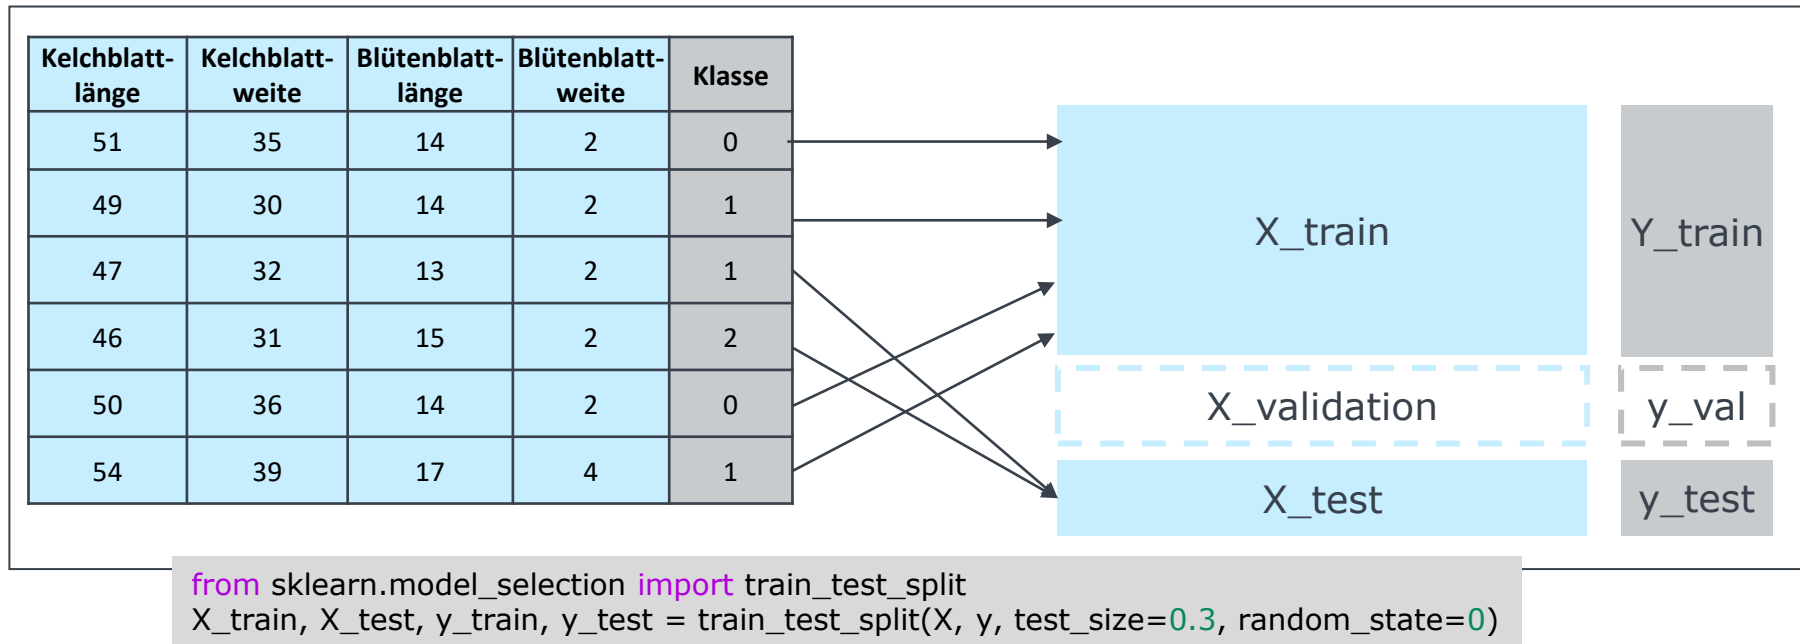 Kelchblatt-
länge
Kelchblatt-
weite
Blütenblatt-
länge
Blütenblatt-
weite
Klasse
51 35 14 2 0
49 30 14 2 1
47 32 13 2 1
46 31 15 2 2
50 36 14 2 0
54 39 17 4 1
X_train
Y_train
X_validation
y_val
X_test
y_test
from sklearn.model_selection import train_test_split
X_train, X_test, y_train, y_test = train_test_split(X, y, test_size=0.3, random_state=0)